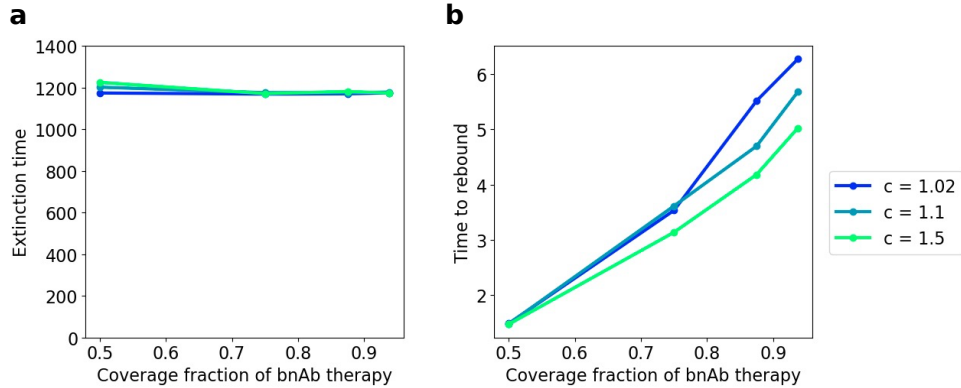 a
1400
1200
1000
800
600
400
200
0
Extinction time
0.5 0.6 0.7 0.8 0.9
Coverage fraction of bnAb therapy
b
6
5
4
3
2
Time to rebound
0.5 0.6 0.7 0.8 0.9
Coverage fraction of bnAb therapy
c = 1.02
c = 1.1
c = 1.5